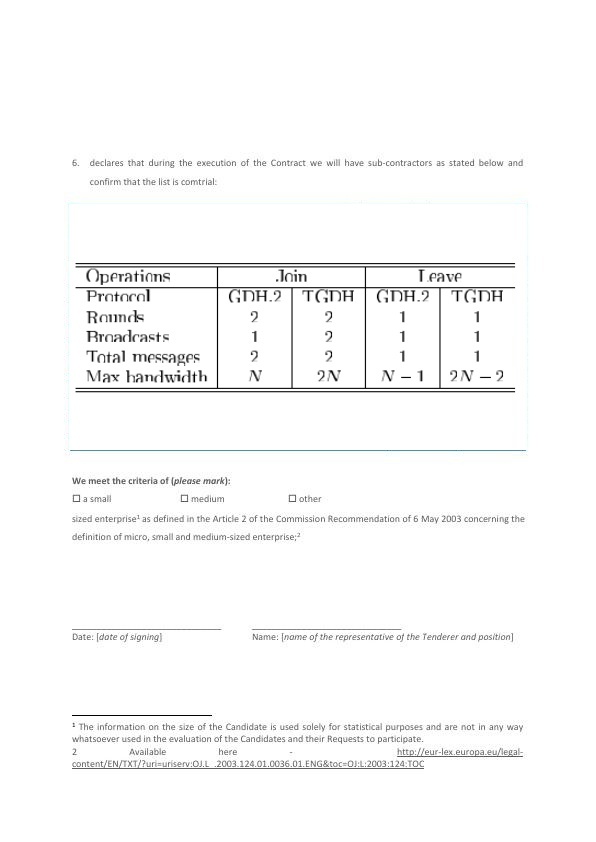 6. declares that during the execution of the Contract we will have sub-contractors as stated below and
confirm that the list is comtrial:
Operations Join Leave
Protocol GDH.2 TGDH GDH.2 TGDH
Rounds 2 2 1 1
Broadcasts 1 2 1 1
Total messages 2 2 1 1
Max bandwidth N 2N N − 1 2N − 2
We meet the criteria of (please mark):
☐ a small ☐ medium ☐ other
sized enterprise¹ as defined in the Article 2 of the Commission Recommendation of 6 May 2003 concerning the
definition of micro, small and medium-sized enterprise;²
Date: [date of signing] Name: [name of the representative of the Tenderer and position]
¹ The information on the size of the Candidate is used solely for statistical purposes and are not in any way
whatsoever used in the evaluation of the Candidates and their Requests to participate.
2 Available here - http://eur-lex.europa.eu/legal-
content/EN/TXT/?uri=uriserv:OJ.L_.2003.124.01.0036.01.ENG&toc=OJ:L:2003:124:TOC